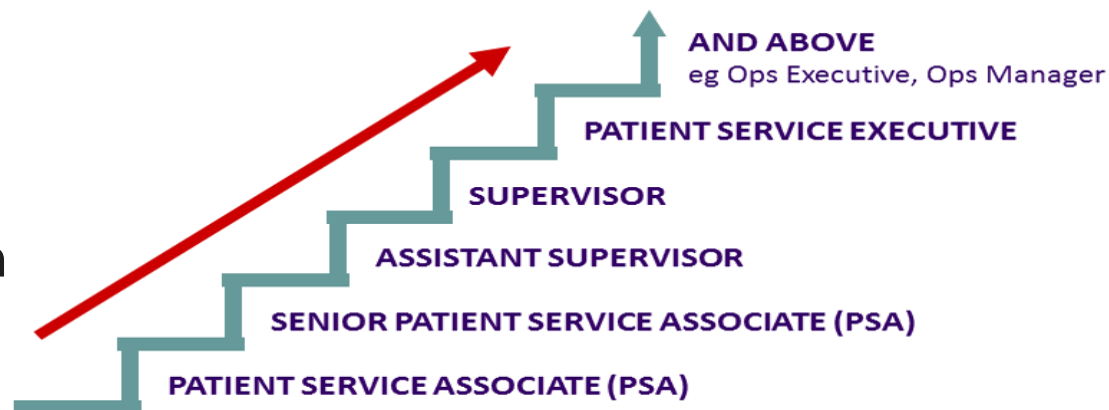 AND ABOVE
eg Ops Executive, Ops Manager
PATIENT SERVICE EXECUTIVE
SUPERVISOR
ASSISTANT SUPERVISOR
SENIOR PATIENT SERVICE ASSOCIATE (PSA)
PATIENT SERVICE ASSOCIATE (PSA)